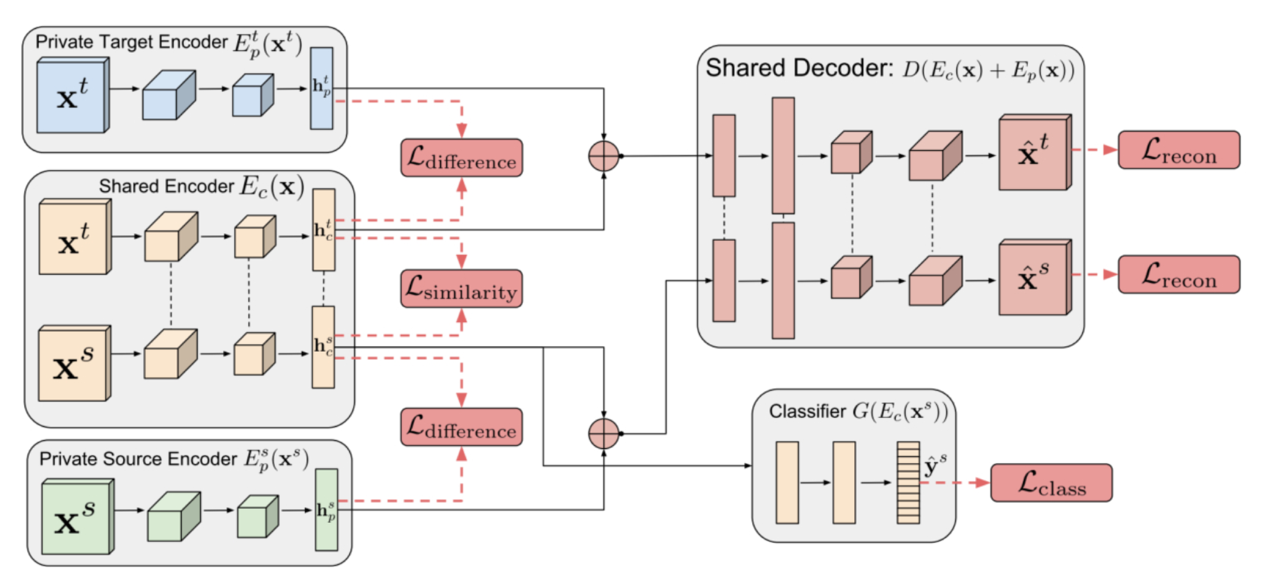 Private Target Encoder $E_p^t(\mathbf{x}^t)$
$\mathbf{x}^t$
$\mathbf{h}_p^t$
Shared Encoder $E_c(\mathbf{x})$
$\mathbf{x}^t$
$\mathbf{h}_c^t$
$\mathbf{x}^s$
$\mathbf{h}_c^s$
Private Source Encoder $E_p^s(\mathbf{x}^s)$
$\mathbf{x}^s$
$\mathbf{h}_p^s$
$\mathcal{L}_{\text{difference}}$
$\mathcal{L}_{\text{similarity}}$
$\mathcal{L}_{\text{difference}}$
Shared Decoder: $D(E_c(\mathbf{x}) + E_p(\mathbf{x}))$
$\hat{\mathbf{x}}^t$
$\mathcal{L}_{\text{recon}}$
$\hat{\mathbf{x}}^s$
$\mathcal{L}_{\text{recon}}$
Classifier $G(E_c(\mathbf{x}^s))$
$\hat{\mathbf{y}}^s$
$\mathcal{L}_{\text{class}}$